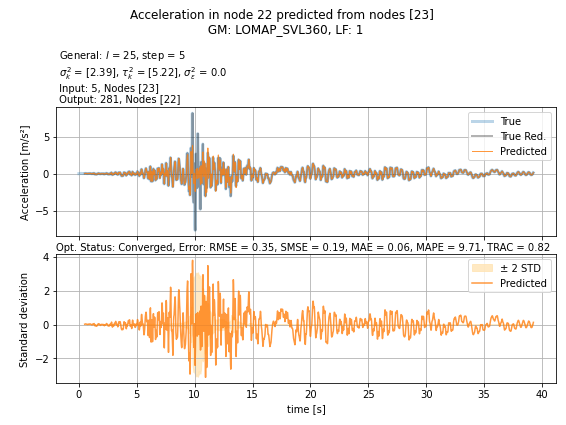 Acceleration in node 22 predicted from nodes [23]
GM: LOMAP_SVL360, LF: 1
General: l = 25, step = 5
σ²ₖ = [2.39], τ²ₖ = [5.22], σ²ε = 0.0
Input: 5, Nodes [23]
Output: 281, Nodes [22]
Acceleration [m/s²]
5
0
−5
True
True Red.
Predicted
Opt. Status: Converged, Error: RMSE = 0.35, SMSE = 0.19, MAE = 0.06, MAPE = 9.71, TRAC = 0.82
Standard deviation
4
2
0
−2
± 2 STD
Predicted
0 5 10 15 20 25 30 35 40
time [s]